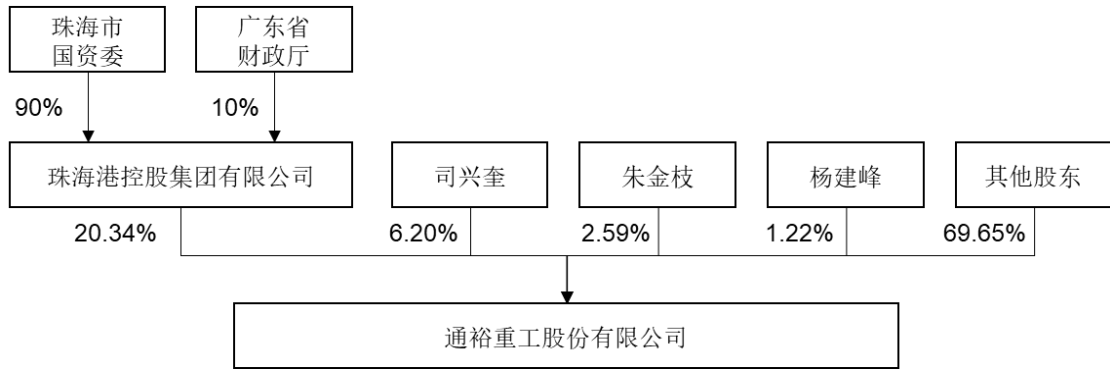 珠海市
国资委
广东省
财政厅
90%
10%
珠海港控股集团有限公司
司兴奎
朱金枝
杨建峰
其他股东
20.34%
6.20%
2.59%
1.22%
69.65%
通裕重工股份有限公司